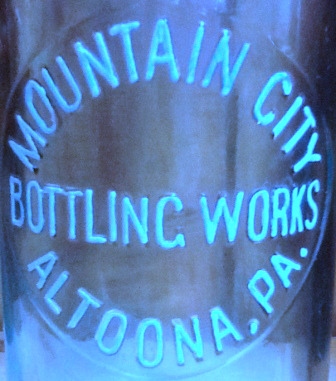 MOUNTAIN CITY
BOTTLING WORKS
ALTOONA, PA.